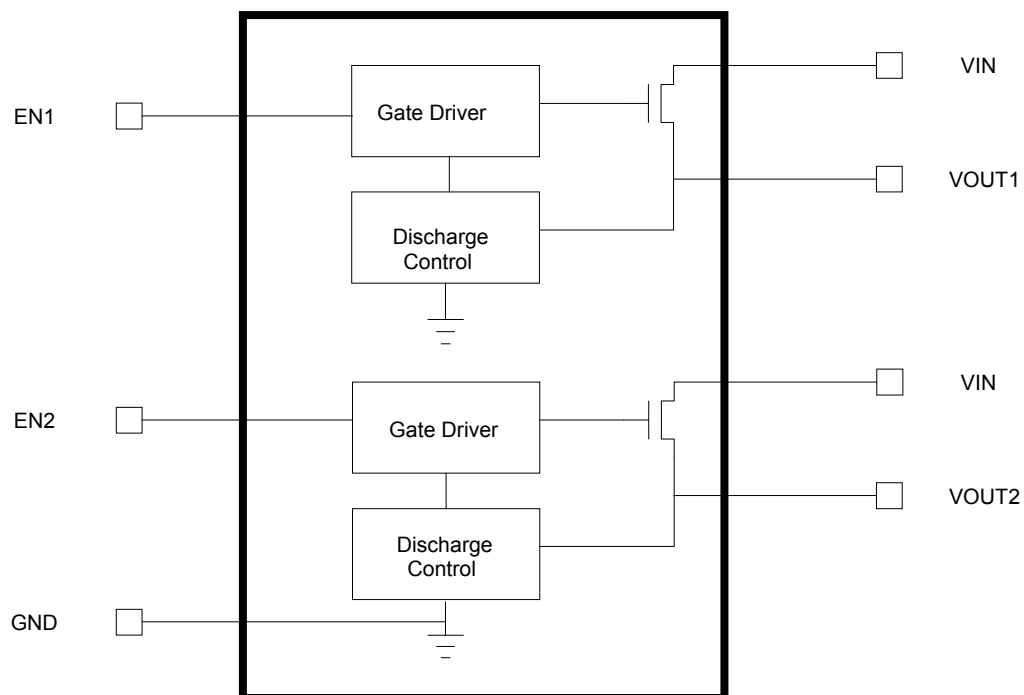 VIN
EN1
Gate Driver
VOUT1
Discharge
Control
VIN
EN2
Gate Driver
VOUT2
Discharge
Control
GND